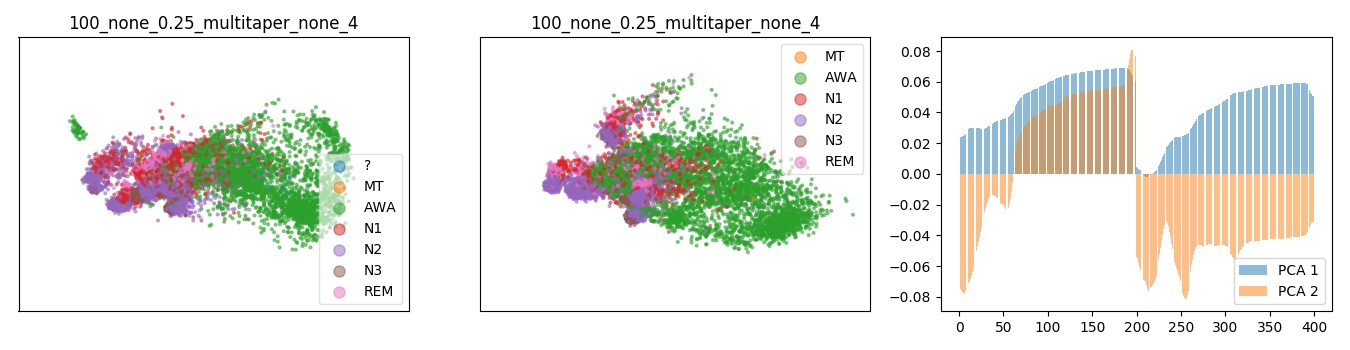 100_none_0.25_multitaper_none_4
?
MT
AWA
N1
N2
N3
REM
100_none_0.25_multitaper_none_4
MT
AWA
N1
N2
N3
REM
0.08
0.06
0.04
0.02
0.00
−0.02
−0.04
−0.06
−0.08
0 50 100 150 200 250 300 350 400
PCA 1
PCA 2